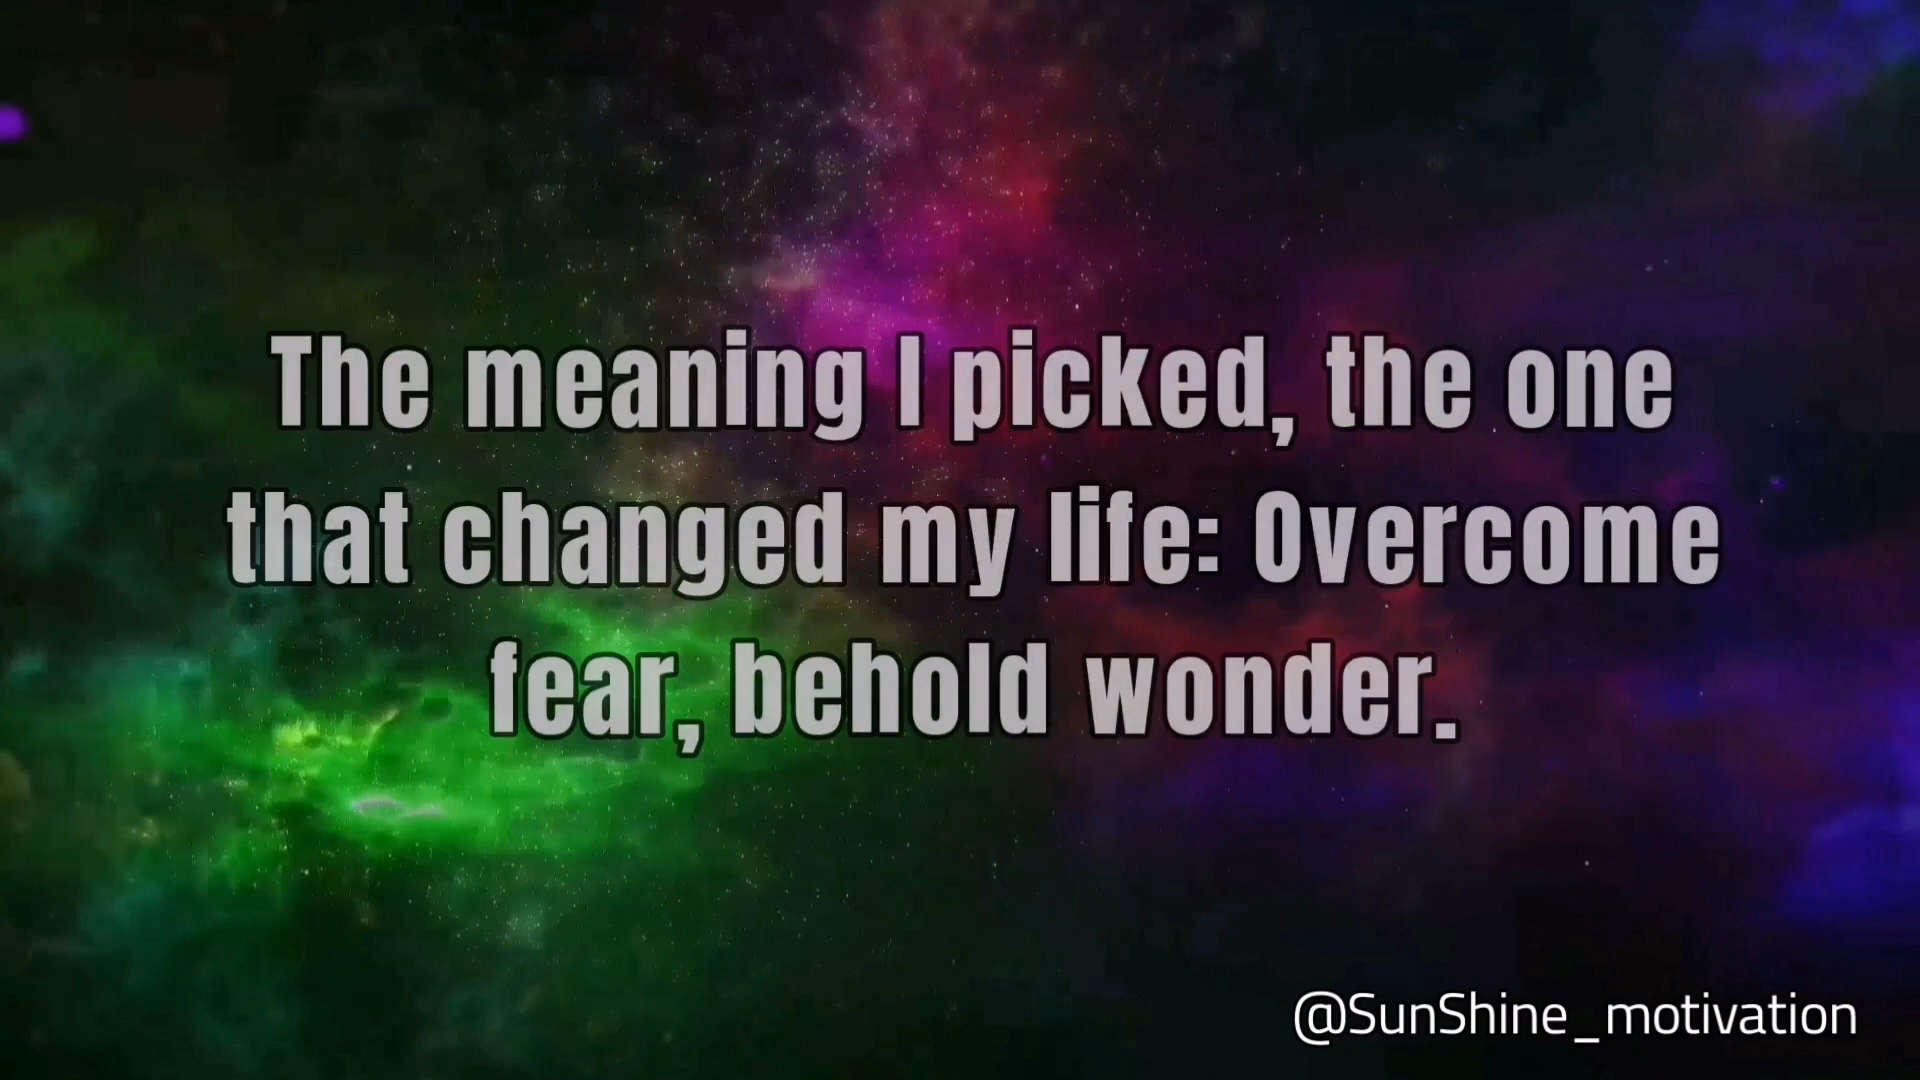 The meaning I picked, the one
that changed my life: Overcome
fear, behold wonder.
@SunShine_motivation